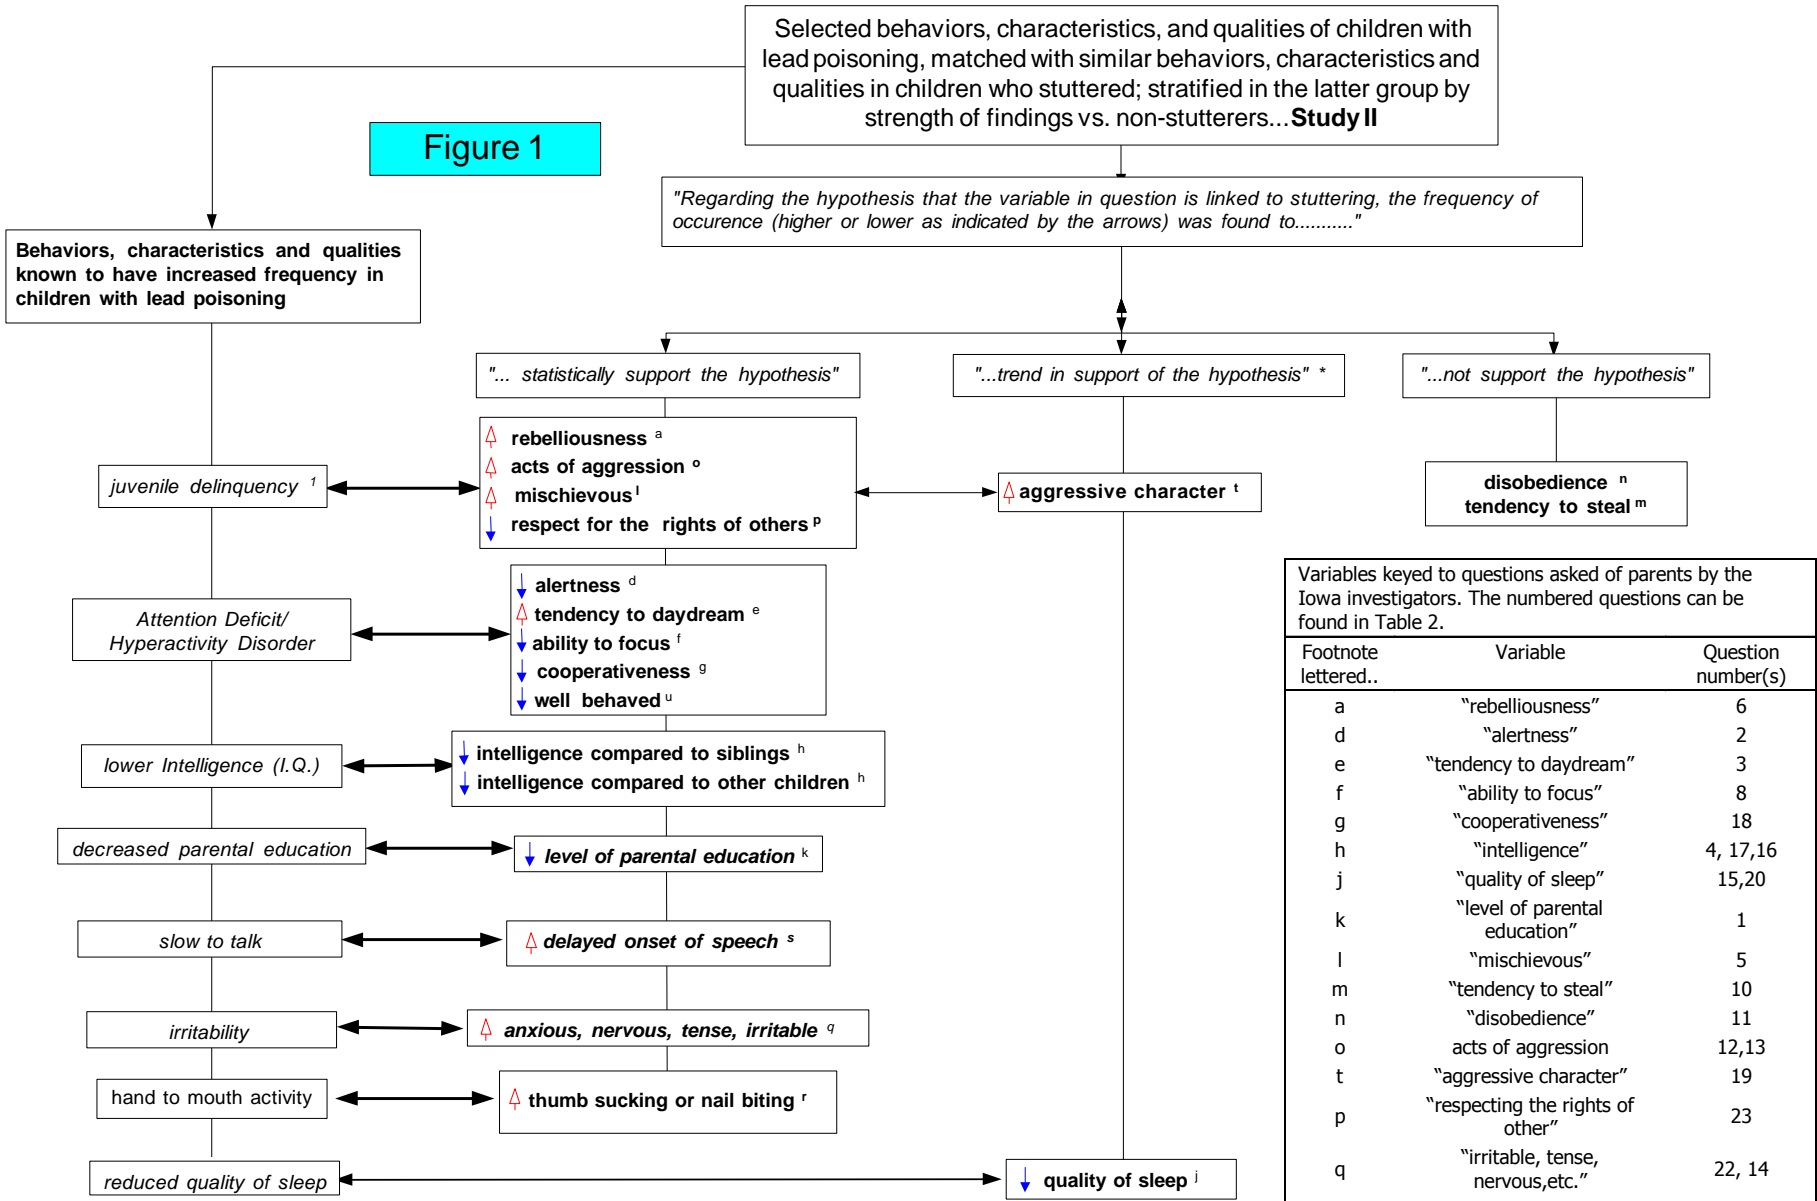 Selected behaviors, characteristics, and qualities of children with
lead poisoning, matched with similar behaviors, characteristics and
qualities in children who stuttered; stratified in the latter group by
strength of findings vs. non-stutterers...Study II
Figure 1
"Regarding the hypothesis that the variable in question is linked to stuttering, the frequency of
occurence (higher or lower as indicated by the arrows) was found to..........."
Behaviors, characteristics and qualities
known to have increased frequency in
children with lead poisoning
"... statistically support the hypothesis"
"...trend in support of the hypothesis" *
"...not support the hypothesis"
juvenile delinquency 1
rebelliousness a
acts of aggression o
mischievous l
respect for the rights of others p
aggressive character t
disobedience n
tendency to steal m
Attention Deficit/
Hyperactivity Disorder
alertness d
tendency to daydream e
ability to focus f
cooperativeness g
well behaved u
lower Intelligence (I.Q.)
intelligence compared to siblings h
intelligence compared to other children h
decreased parental education
level of parental education k
slow to talk
delayed onset of speech s
irritability
anxious, nervous, tense, irritable q
hand to mouth activity
thumb sucking or nail biting r
reduced quality of sleep
quality of sleep j
Variables keyed to questions asked of parents by the
Iowa investigators. The numbered questions can be
found in Table 2.
Footnote Variable Question
lettered.. number(s)
a “rebelliousness” 6
d “alertness” 2
e “tendency to daydream” 3
f “ability to focus” 8
g “cooperativeness” 18
h “intelligence” 4, 17,16
j “quality of sleep” 15,20
k “level of parental education” 1
l “mischievous” 5
m “tendency to steal” 10
n “disobedience” 11
o acts of aggression 12,13
t “aggressive character” 19
p “respecting the rights of other” 23
q “irritable, tense, nervous,etc.” 22, 14